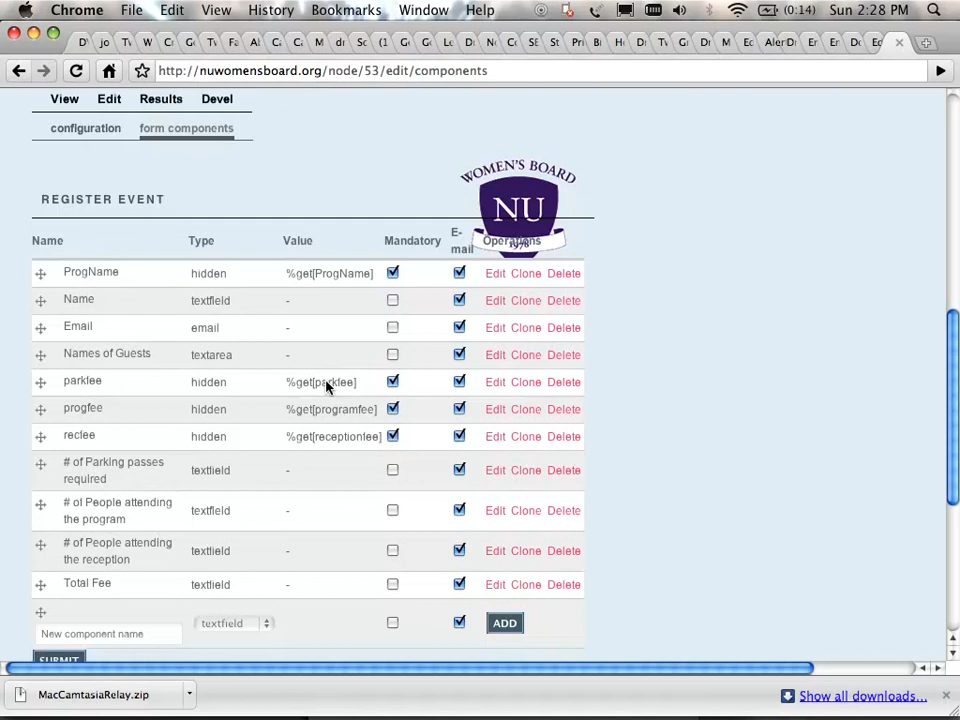 Chrome File Edit View History Bookmarks Window Help (0:14) Sun 2:28 PM
http://nuwomensboard.org/node/53/edit/components
View Edit Results Devel
configuration form components
WOMEN'S BOARD
NU
1978
REGISTER EVENT
Name Type Value Mandatory E-mail Operations
ProgName hidden %get[ProgName] Edit Clone Delete
Name textfield - Edit Clone Delete
Email email - Edit Clone Delete
Names of Guests textarea - Edit Clone Delete
parkfee hidden %get[parkfee] Edit Clone Delete
progfee hidden %get[programfee] Edit Clone Delete
recfee hidden %get[receptionfee] Edit Clone Delete
# of Parking passes
required textfield - Edit Clone Delete
# of People attending
the program textfield - Edit Clone Delete
# of People attending
the reception textfield - Edit Clone Delete
Total Fee textfield - Edit Clone Delete
New component name textfield ADD
SUBMIT
MacCamtasiaRelay.zip Show all downloads...